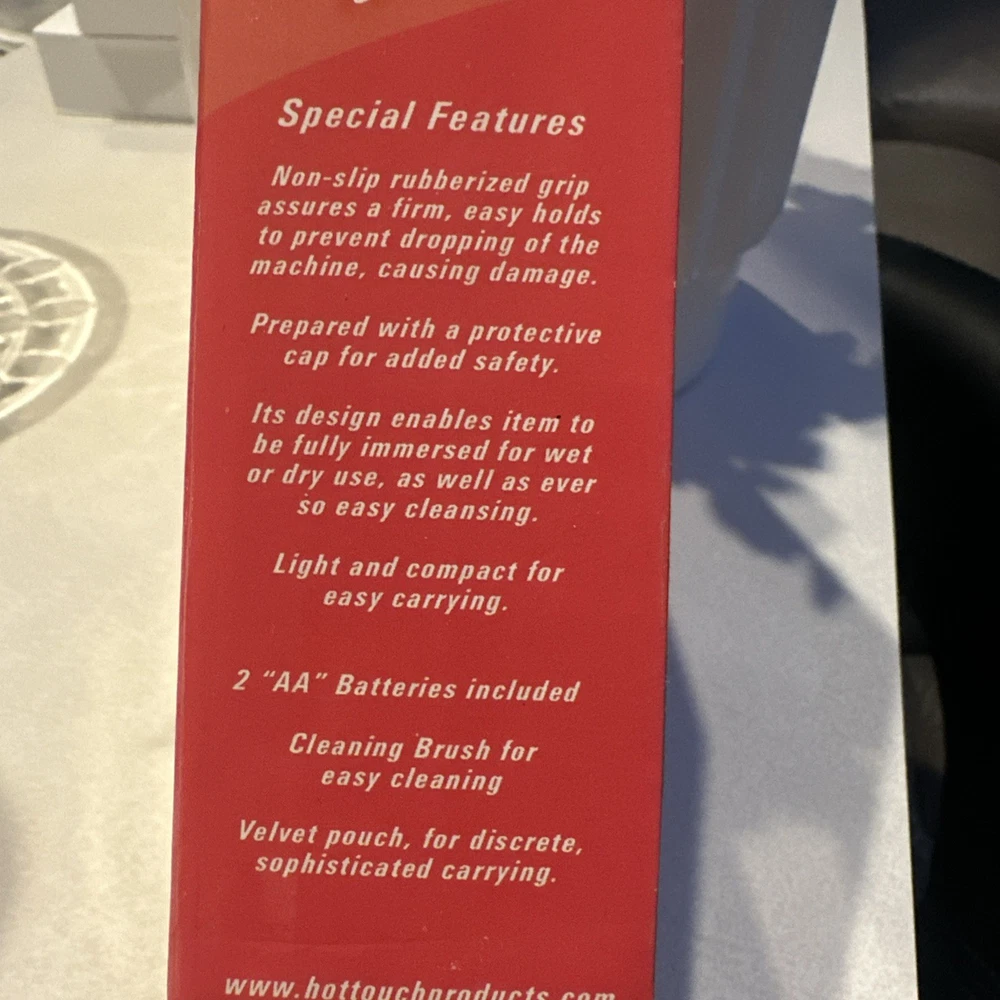 Special Features
Non-slip rubberized grip
assures a firm, easy holds
to prevent dropping of the
machine, causing damage.
Prepared with a protective
cap for added safety.
Its design enables item to
be fully immersed for wet
or dry use, as well as ever
so easy cleansing.
Light and compact for
easy carrying.
2 “AA” Batteries included
Cleaning Brush for
easy cleaning
Velvet pouch, for discrete,
sophisticated carrying.
www.hottouchproducts.com